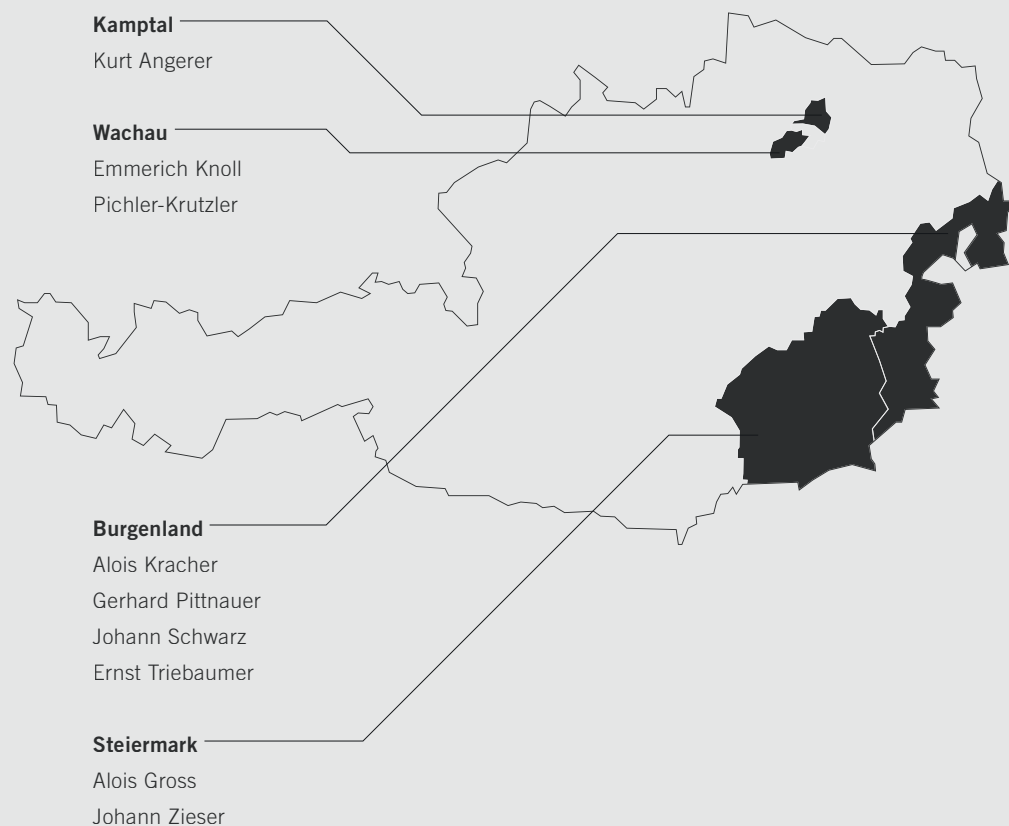 Kamptal
Kurt Angerer
Wachau
Emmerich Knoll
Pichler-Krutzler
Burgenland
Alois Kracher
Gerhard Pittnauer
Johann Schwarz
Ernst Triebaumer
Steiermark
Alois Gross
Johann Zieser